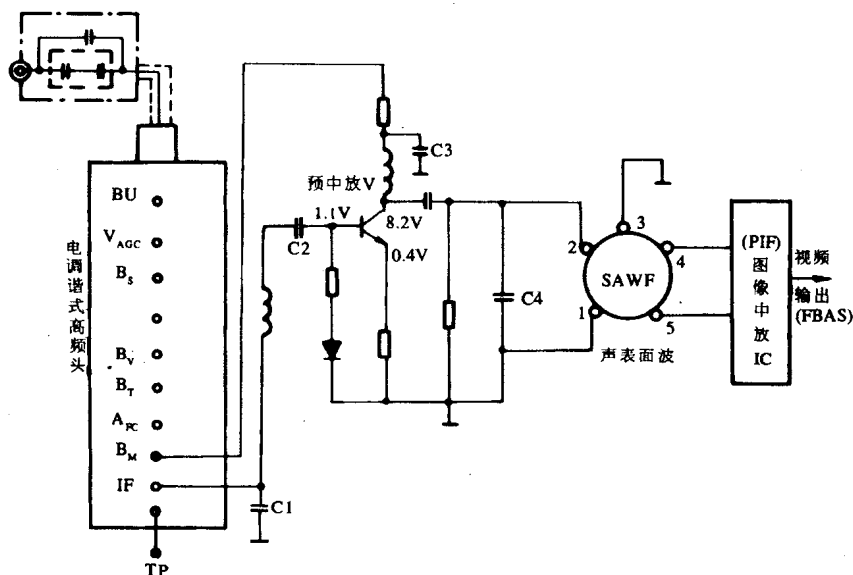 BU
V_AGC
B_S
B_V
B_T
A_FC
B_M
IF
TP
电调谐式高频头
C1
C2
1.1V
预中放V
8.2V
0.4V
C3
C4
2
3
4
1
5
SAWF
声表面波
(PIF)
图像中放
IC
视频
输出
(FBAS)